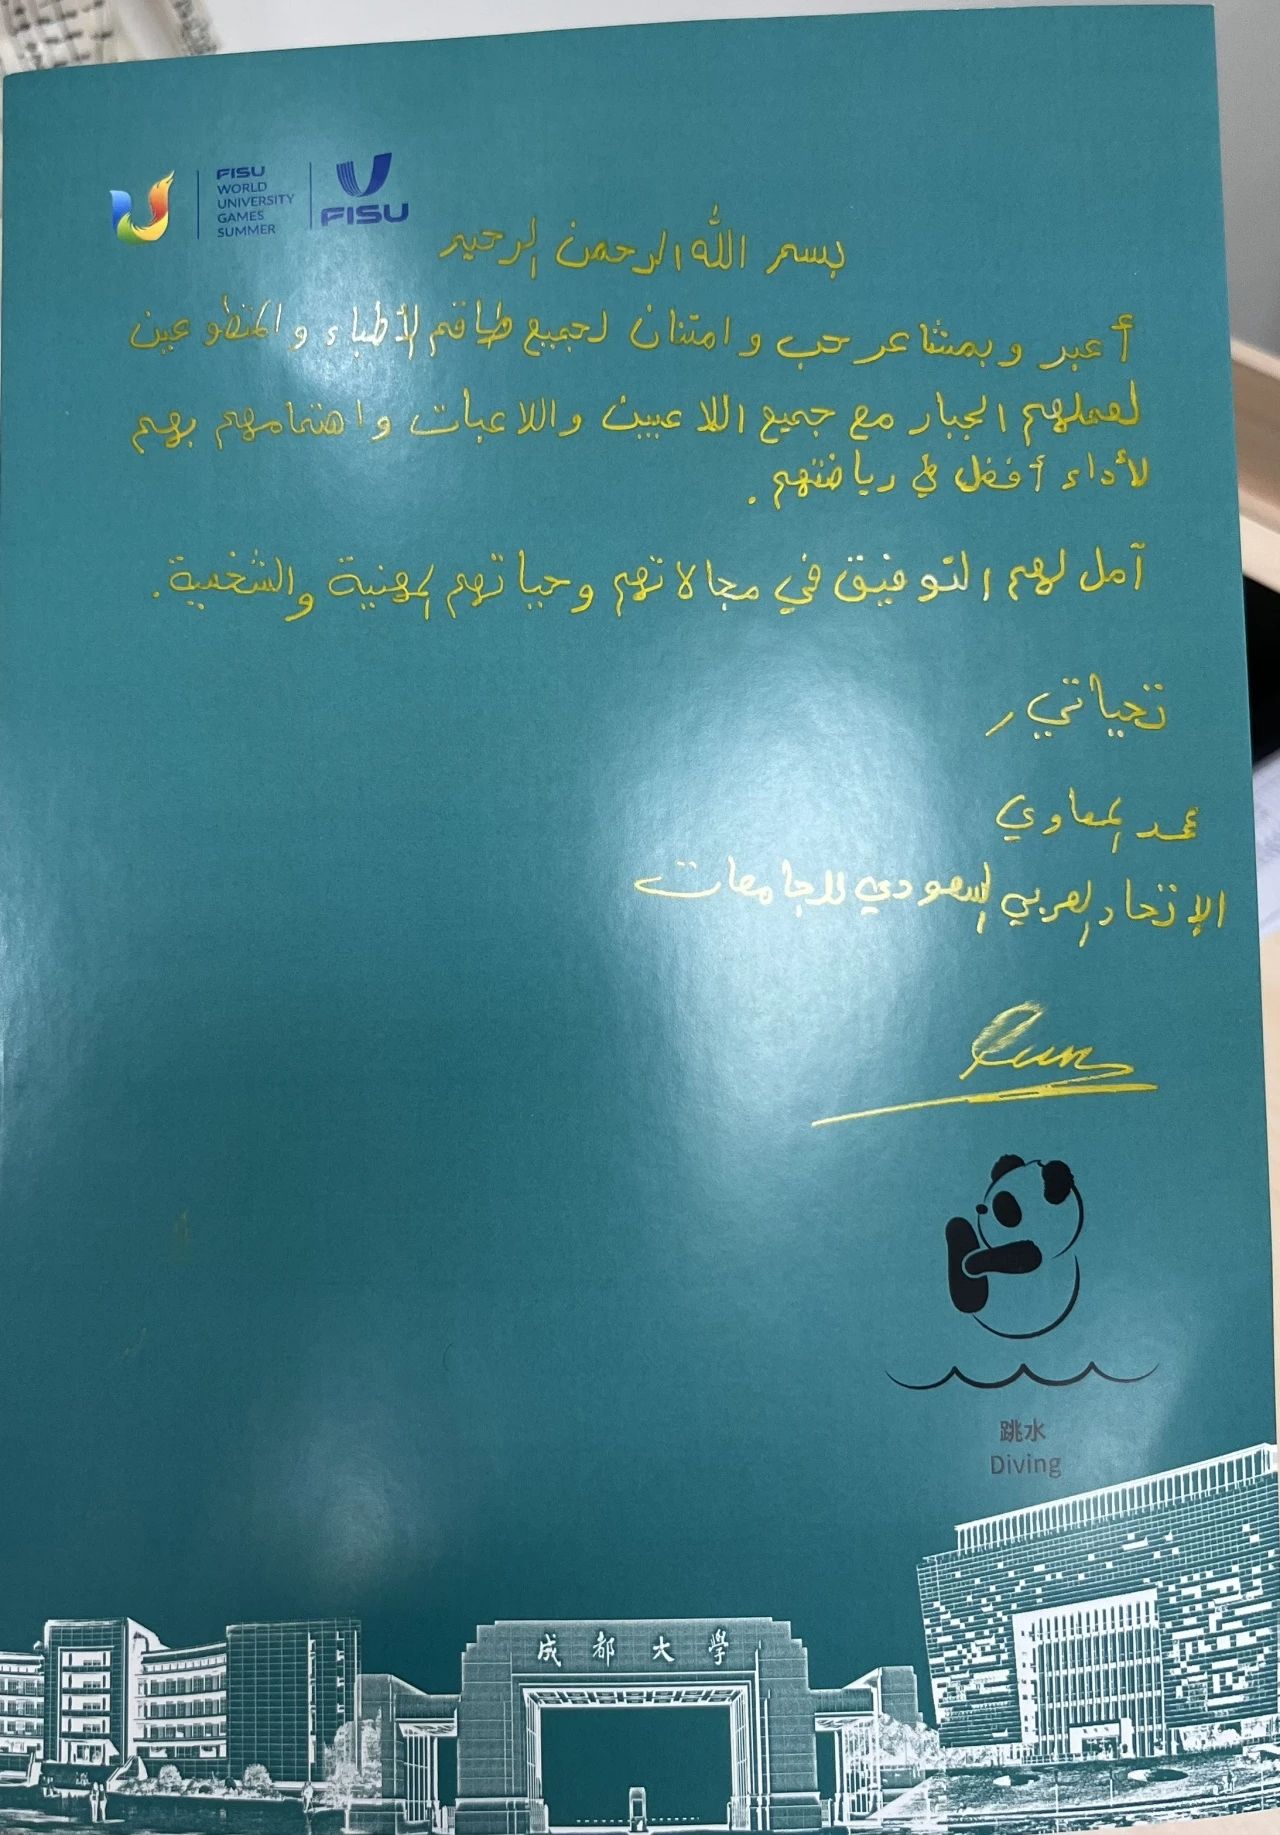 FISU
WORLD
UNIVERSITY
GAMES
SUMMER
FISU
بسم الله الرحمن الرحيم
أعبر وبمشاعر حب وامتنان لجميع طاقم الأطباء والمتطوعين
لعملهم الجبار مع جميع اللاعبين واللاعبات واهتمامهم بهم
لأداء أفضل في رياضتهم.
آمل لهم التوفيق في مجالاتهم وحياتهم المهنية والشخصية.
تحياتي،
محمد المعاوي
الإتحاد العربي السعودي للجامعات
跳水
Diving
成都大學